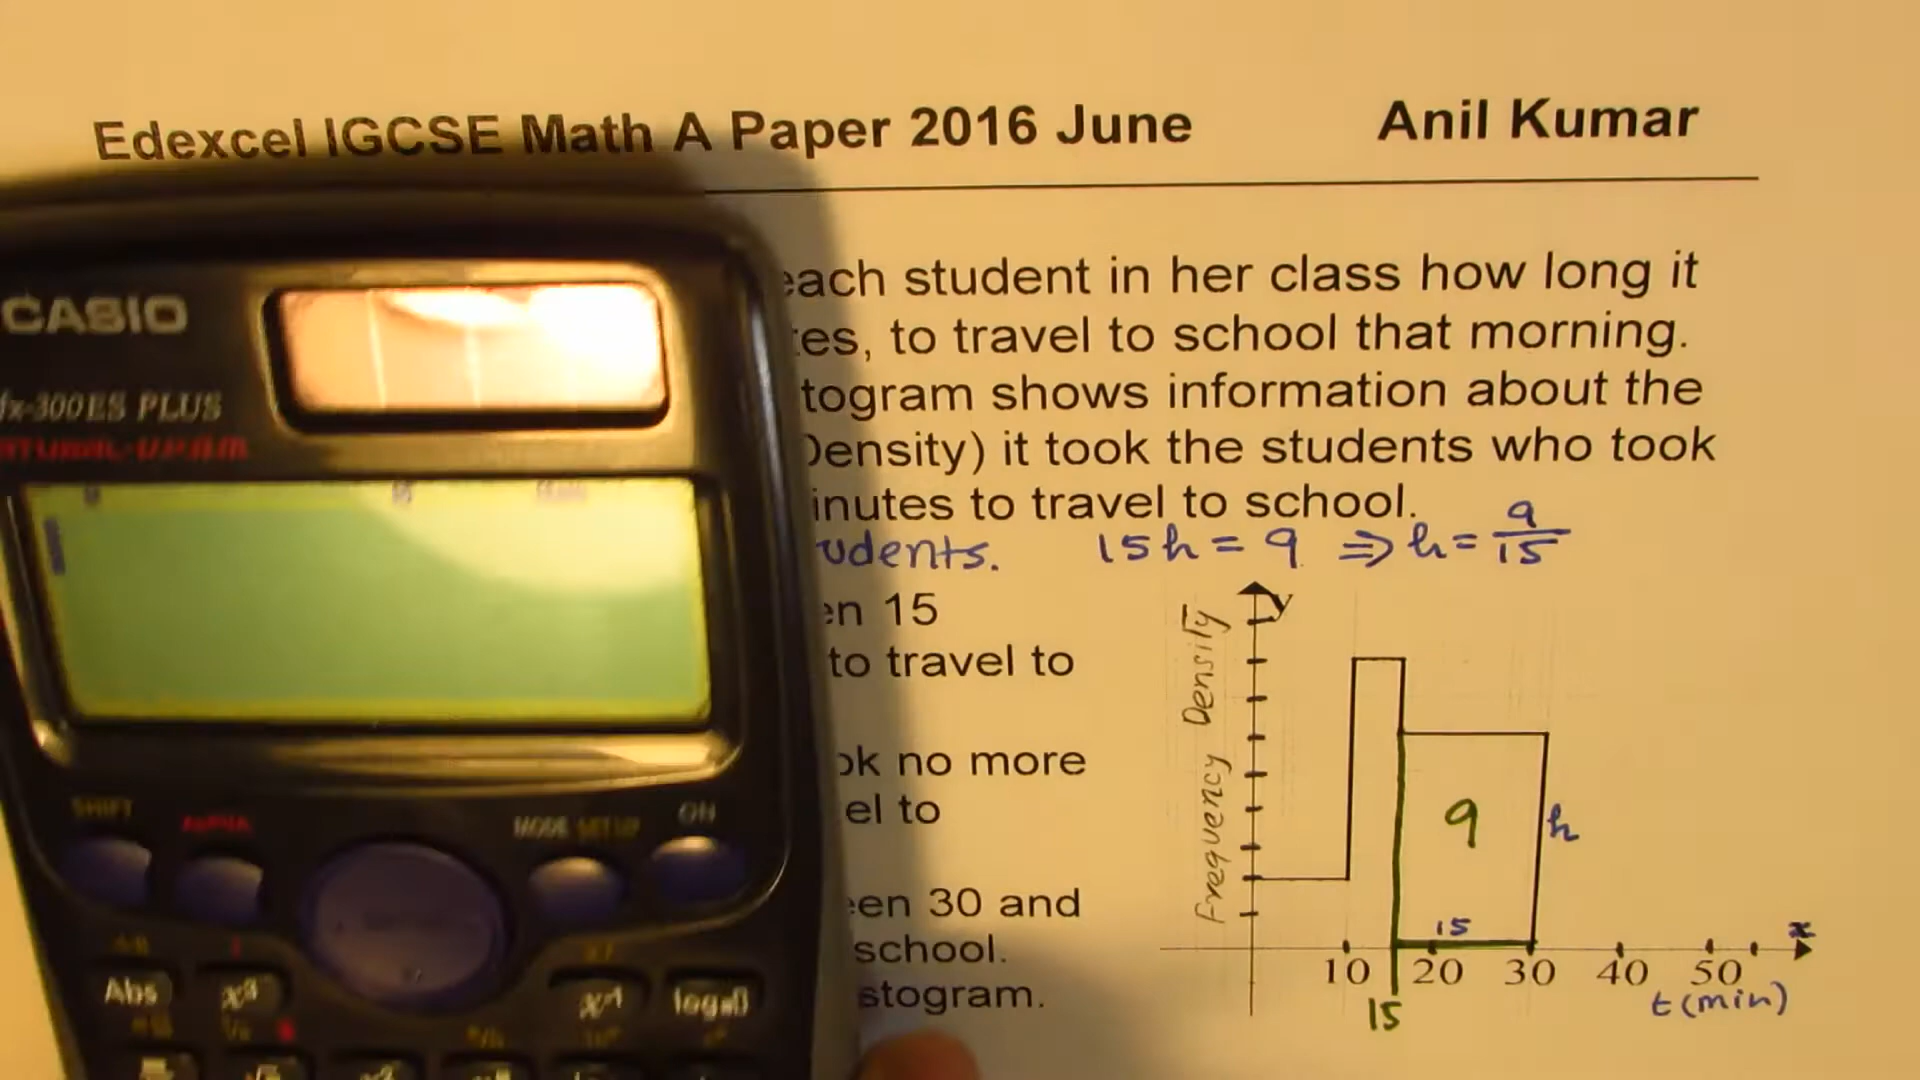 Edexcel IGCSE Math A Paper 2016 June Anil Kumar
each student in her class how long it
es, to travel to school that morning.
togram shows information about the
Density) it took the students who took
inutes to travel to school.
udents. 15h = 9 ⇒ h = 9/15
en 15
to travel to
ok no more
el to
een 30 and
school.
stogram.
y
Frequency Density
9
h
15
x
10 20 30 40 50
t (min)
15
CASIO
fx-300ES PLUS
SHIFT ALPHA MODE SETUP ON
Abs x³ x⁻¹ log